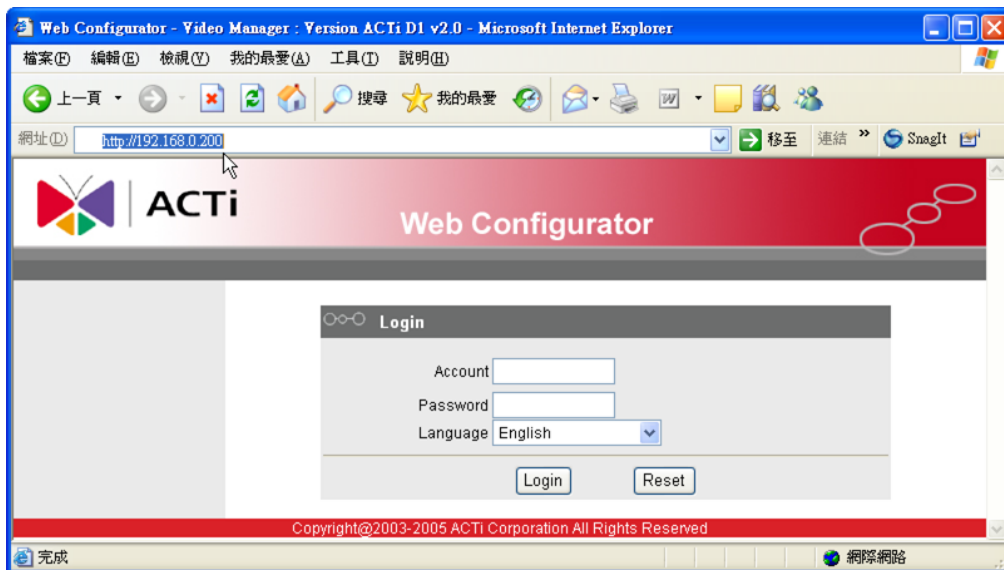 Web Configurator - Video Manager : Version ACTi D1 v2.0 - Microsoft Internet Explorer
檔案(F) 編輯(E) 檢視(V) 我的最愛(A) 工具(T) 說明(H)
上一頁 搜尋 我的最愛
網址(D) http://192.168.0.200 移至 連結 » SnagIt
ACTi
Web Configurator
Login
Account
Password
Language English
Login Reset
Copyright@2003-2005 ACTi Corporation All Rights Reserved
完成 網際網路